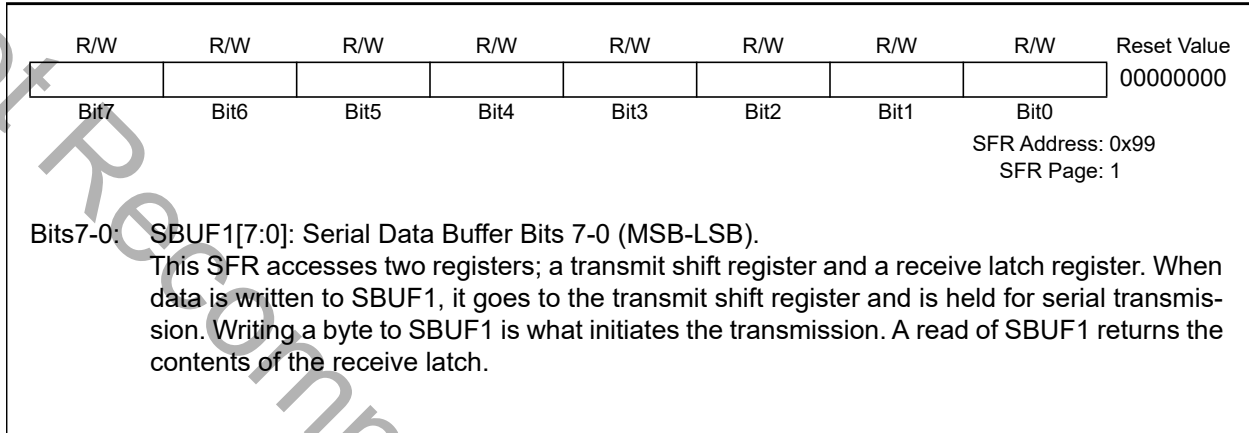 R/W R/W R/W R/W R/W R/W R/W R/W Reset Value
00000000
Bit7 Bit6 Bit5 Bit4 Bit3 Bit2 Bit1 Bit0
SFR Address: 0x99
SFR Page: 1
Bits7-0: SBUF1[7:0]: Serial Data Buffer Bits 7-0 (MSB-LSB).
This SFR accesses two registers; a transmit shift register and a receive latch register. When
data is written to SBUF1, it goes to the transmit shift register and is held for serial transmis-
sion. Writing a byte to SBUF1 is what initiates the transmission. A read of SBUF1 returns the
contents of the receive latch.